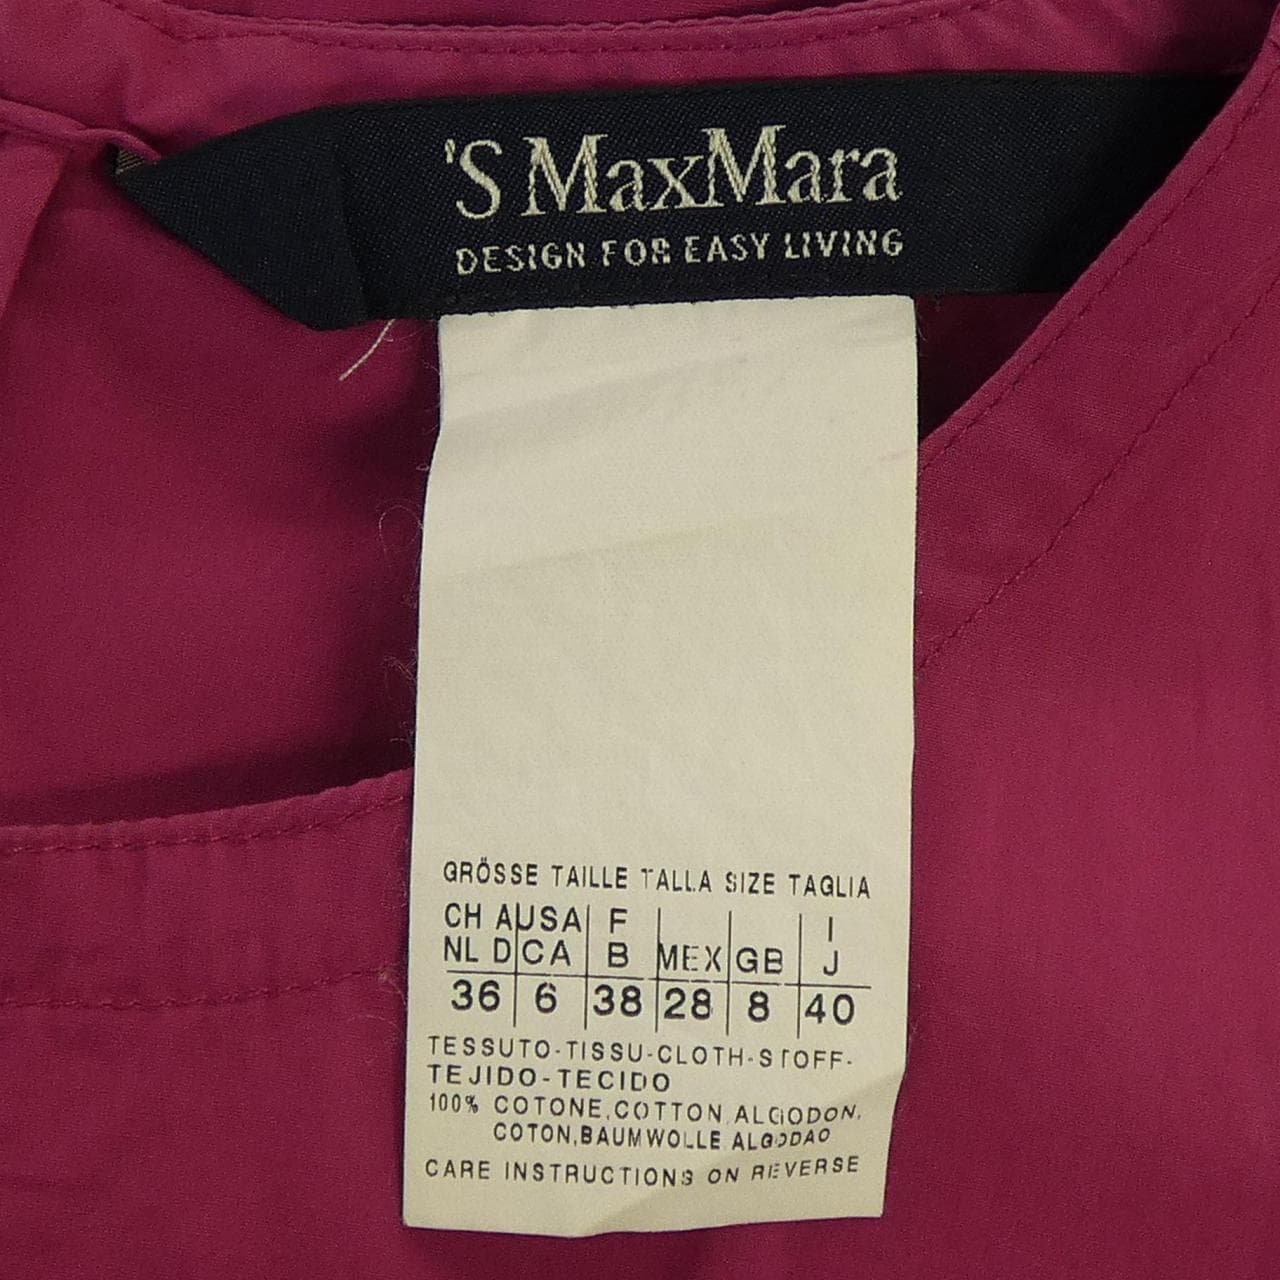 'S MaxMara
DESIGN FOR EASY LIVING
GRÖSSE TAILLE TALLA SIZE TAGLIA
CH A USA F I
NL D CA B MEX GB J
36 6 38 28 8 40
TESSUTO-TISSU-CLOTH-STOFF-
TEJIDO-TECIDO
100% COTONE,COTTON,ALGODON,
COTON,BAUMWOLLE,ALGODAO
CARE INSTRUCTIONS ON REVERSE